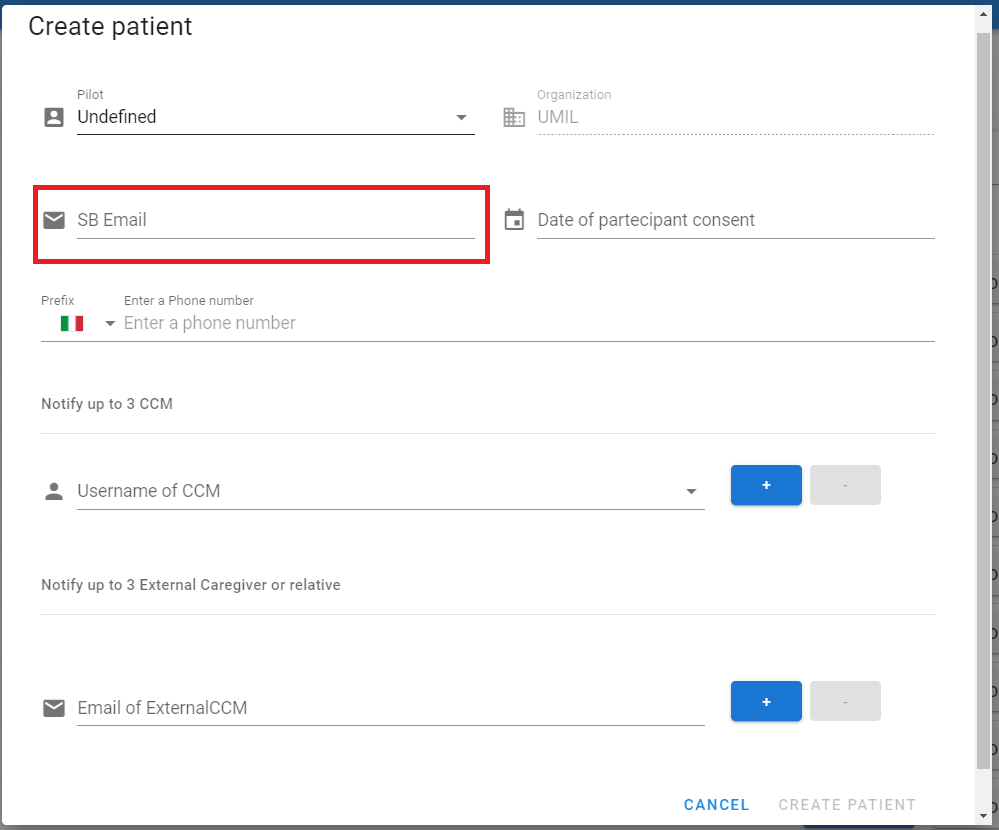 Create patient
Pilot
Undefined
Organization
UMIL
SB Email
Date of partecipant consent
Prefix
Enter a Phone number
Enter a phone number
Notify up to 3 CCM
Username of CCM
+
-
Notify up to 3 External Caregiver or relative
Email of ExternalCCM
+
-
CANCEL
CREATE PATIENT